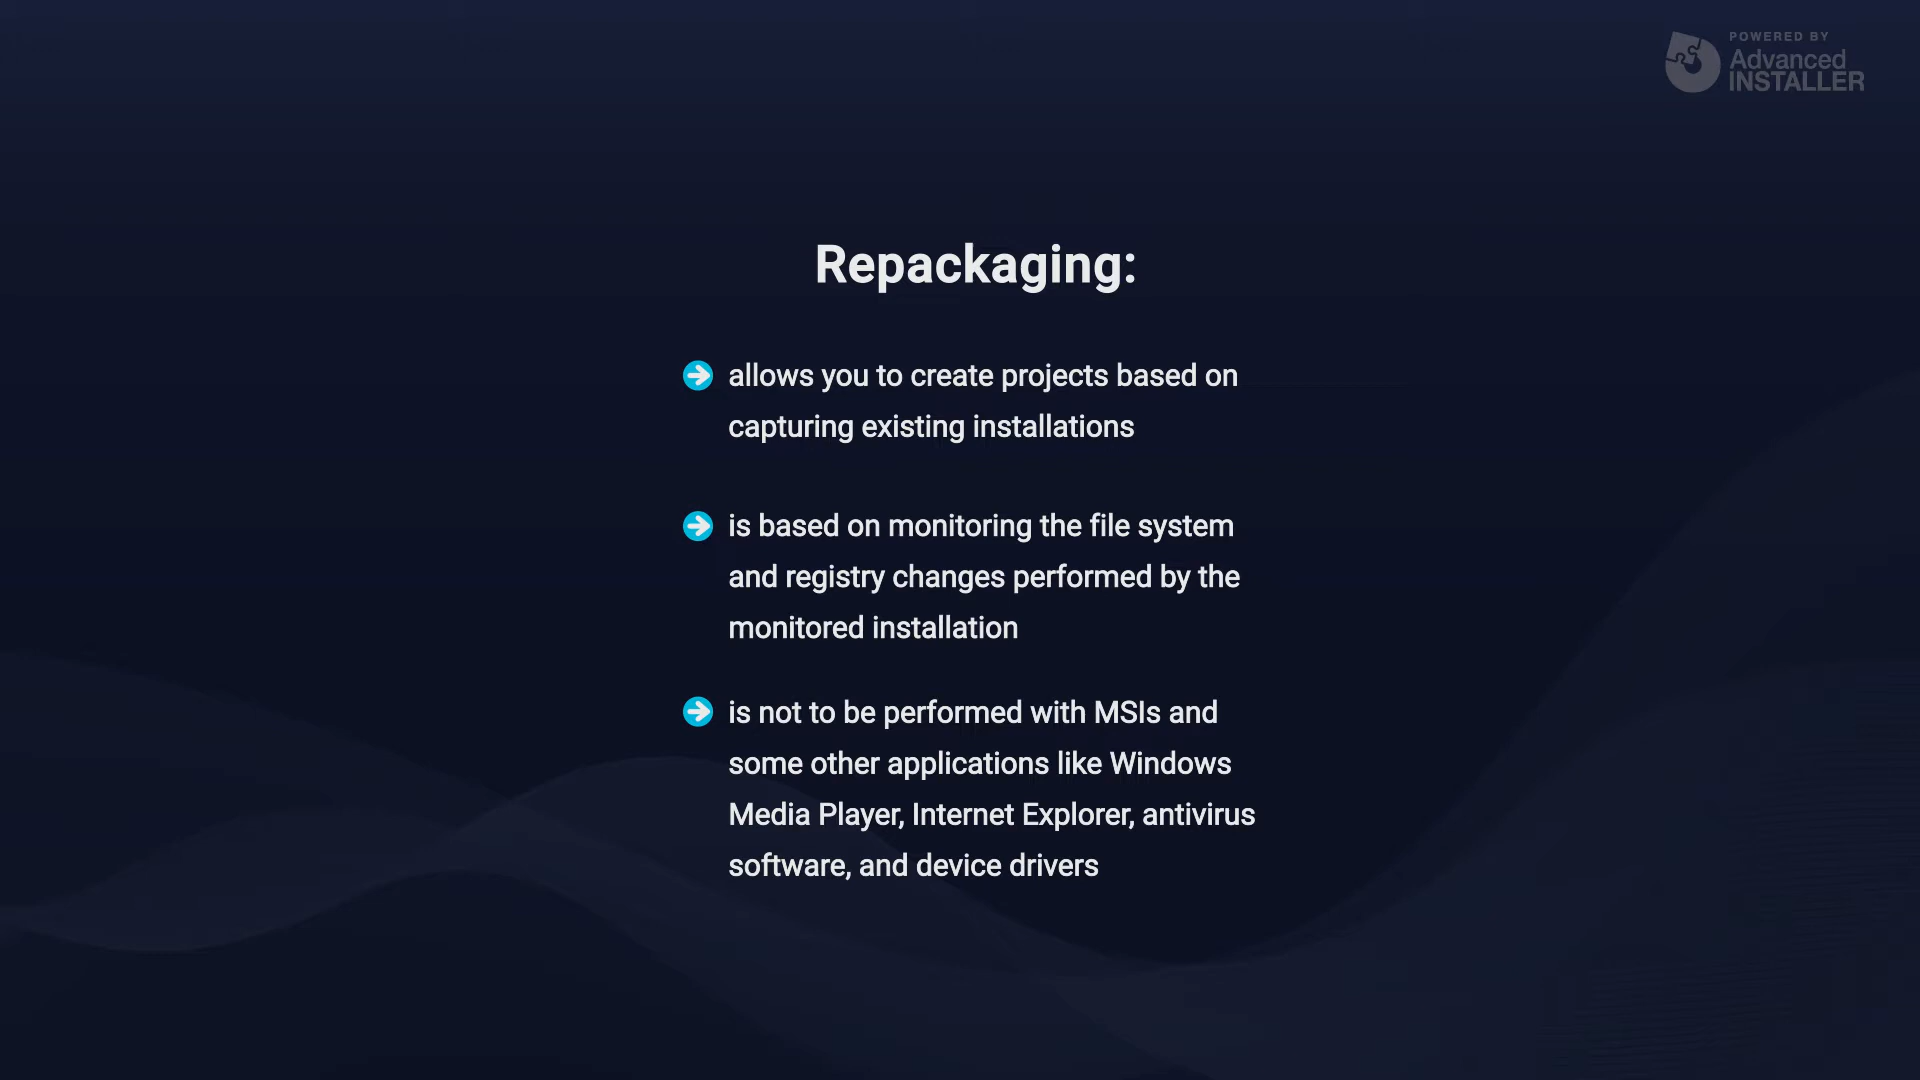 POWERED BY
Advanced
INSTALLER
Repackaging:
allows you to create projects based on
capturing existing installations
is based on monitoring the file system
and registry changes performed by the
monitored installation
is not to be performed with MSIs and
some other applications like Windows
Media Player, Internet Explorer, antivirus
software, and device drivers